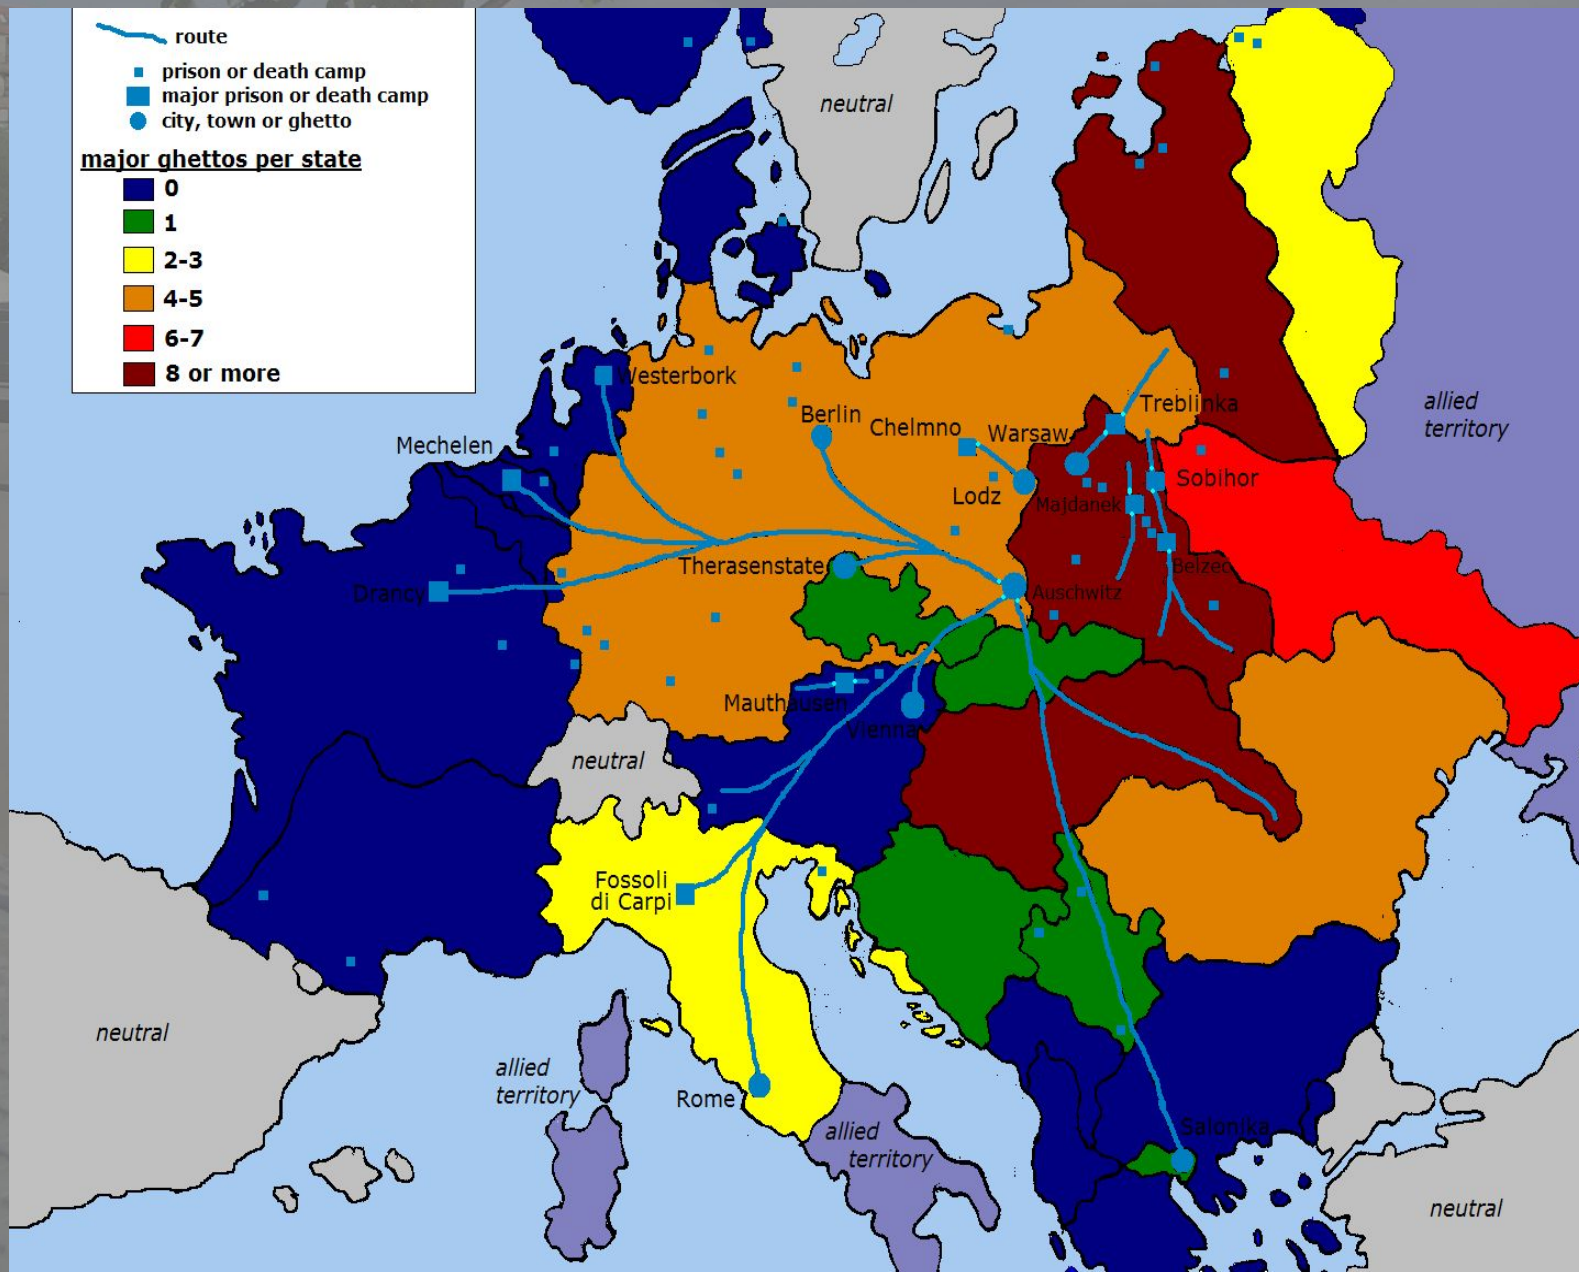 route
prison or death camp
major prison or death camp
city, town or ghetto
major ghettos per state
0
1
2-3
4-5
6-7
8 or more
neutral
allied
territory
Westerbork
Treblinka
Berlin
Chelmno
Warsaw
Mechelen
Sobihor
Lodz
Majdanek
Therasenstate
Belzec
Drancy
Auschwitz
Mauthausen
Vienna
neutral
Fossoli
di Carpi
neutral
allied
territory
Rome
Salonika
allied
territory
neutral